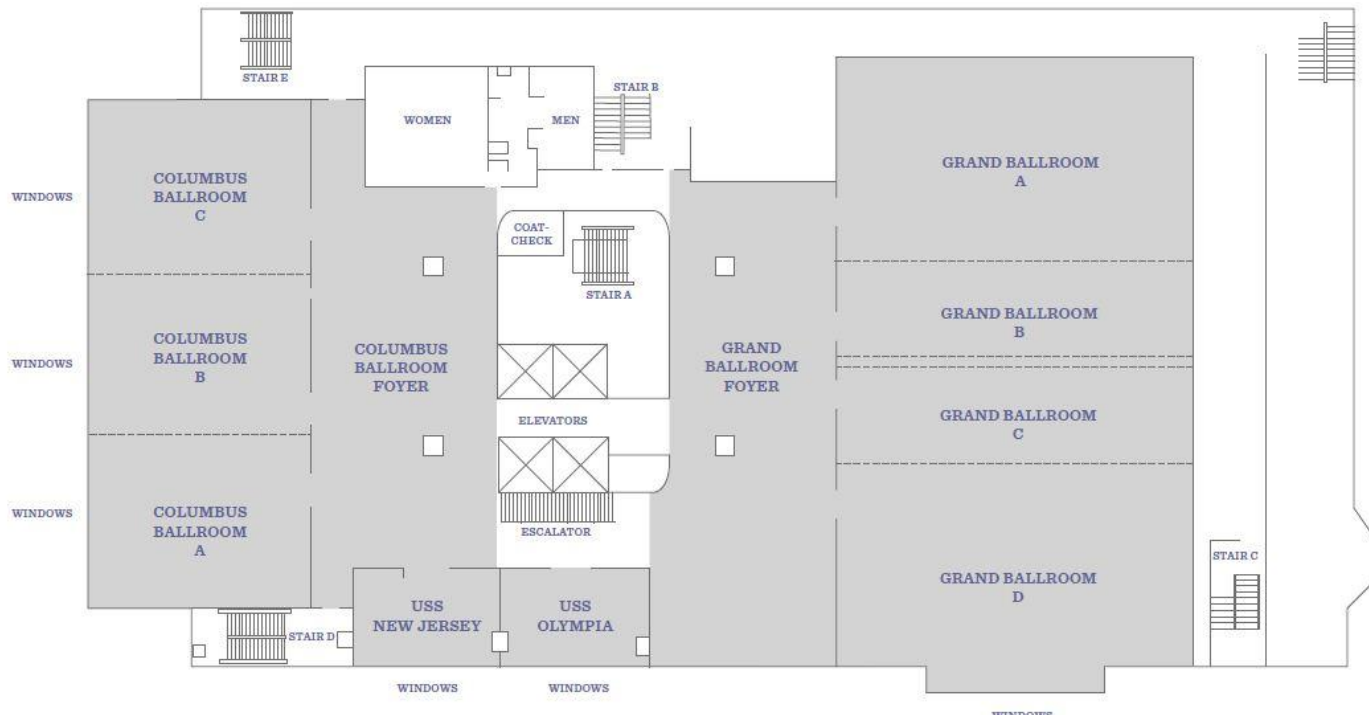 STAIR E
STAIR B
WOMEN
MEN
GRAND BALLROOM
A
COLUMBUS
BALLROOM
C
WINDOWS
COAT-
CHECK
STAIR A
GRAND BALLROOM
B
COLUMBUS
BALLROOM
B
WINDOWS
COLUMBUS
BALLROOM
FOYER
GRAND
BALLROOM
FOYER
ELEVATORS
GRAND BALLROOM
C
WINDOWS
COLUMBUS
BALLROOM
A
ESCALATOR
STAIR C
GRAND BALLROOM
D
USS
NEW JERSEY
USS
OLYMPIA
STAIR D
WINDOWS
WINDOWS
WINDOWS